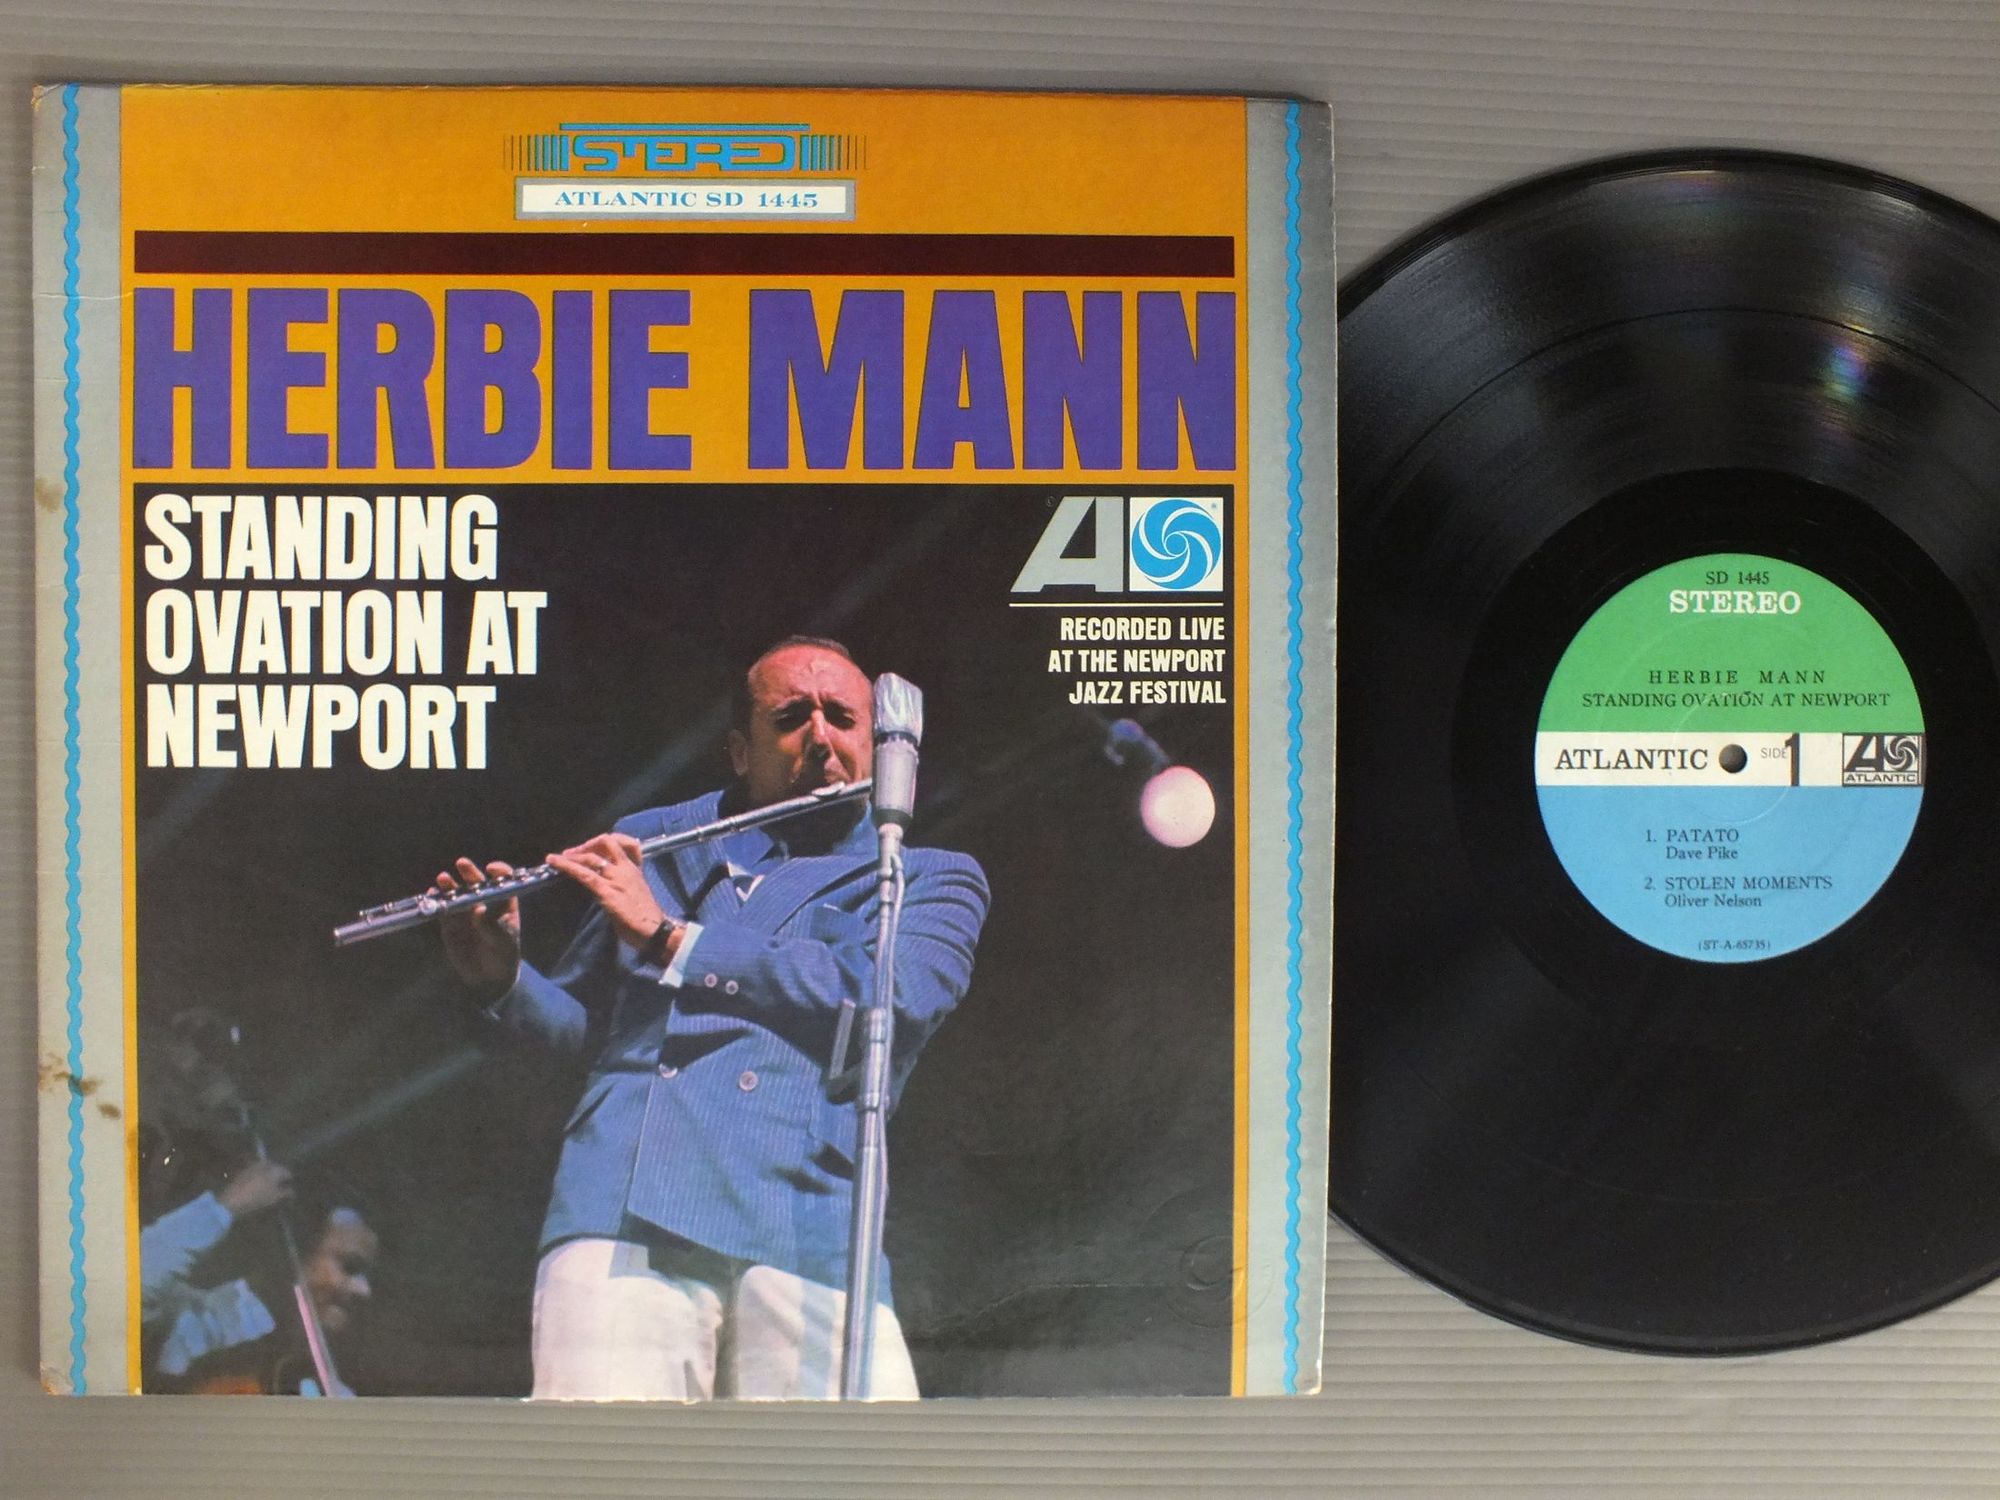 STEREO
ATLANTIC SD 1445
HERBIE MANN
STANDING
OVATION AT
NEWPORT
A
RECORDED LIVE
AT THE NEWPORT
JAZZ FESTIVAL
SD 1445
STEREO
HERBIE MANN
STANDING OVATION AT NEWPORT
ATLANTIC SIDE 1 A
ATLANTIC
1. PATATO
Dave Pike
2. STOLEN MOMENTS
Oliver Nelson
(ST-A-65735)